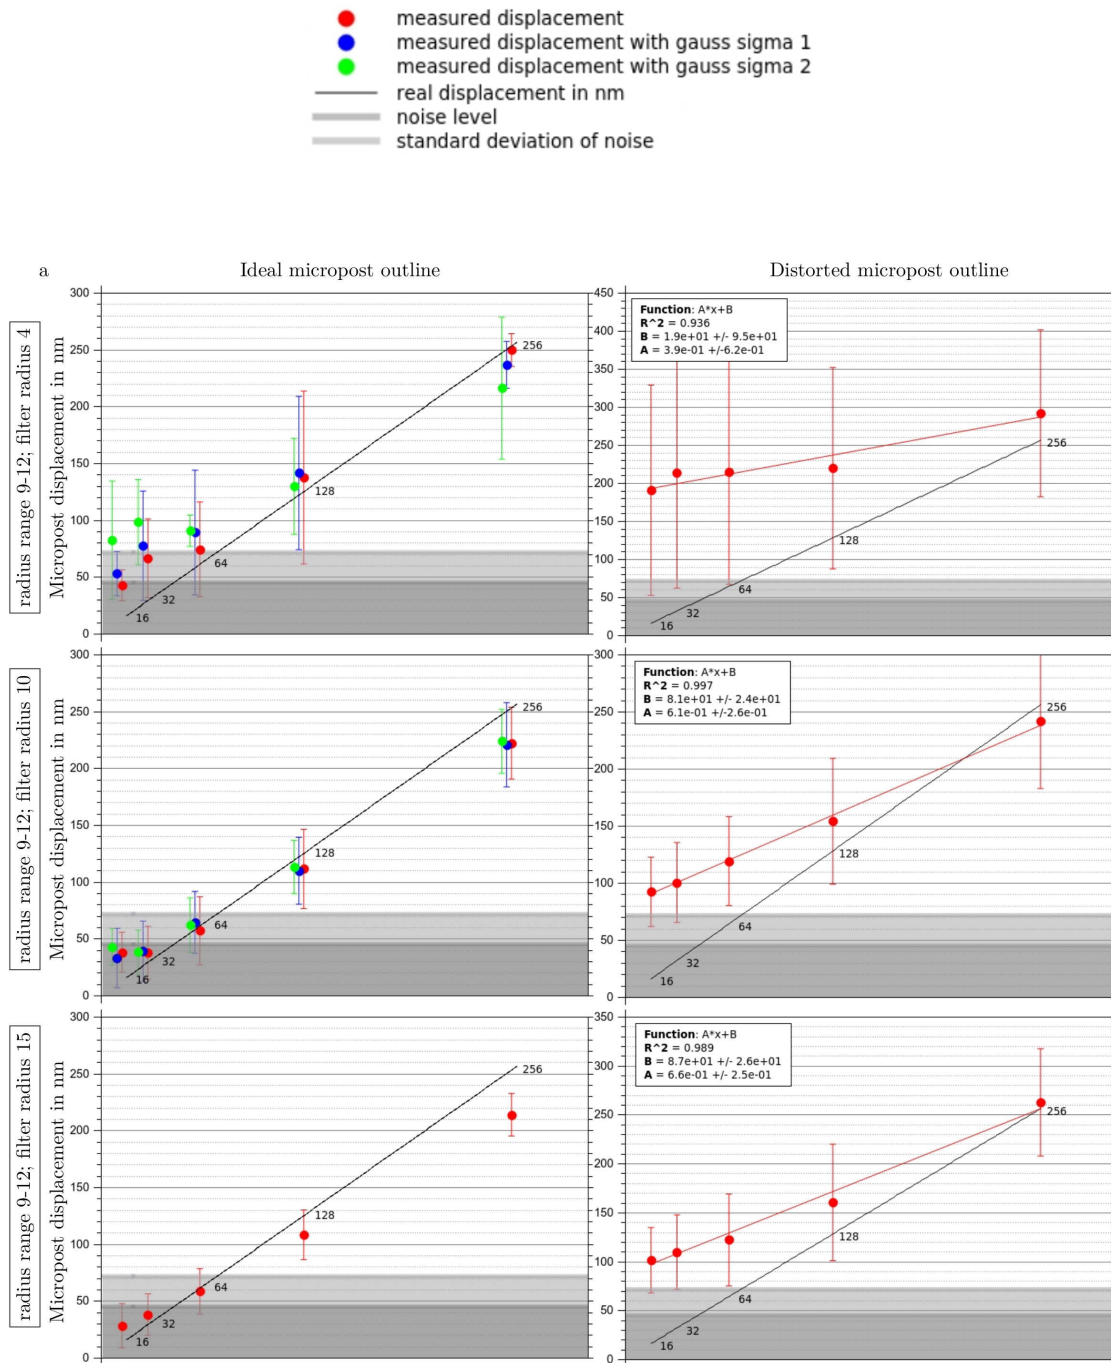 measured displacement
measured displacement with gauss sigma 1
measured displacement with gauss sigma 2
real displacement in nm
noise level
standard deviation of noise
a
Ideal micropost outline
Distorted micropost outline
radius range 9-12; filter radius 4
Micropost displacement in nm
300
250
200
150
100
50
0
16
32
64
128
256
450
400
350
300
250
200
150
100
50
0
Function: A*x+B
R^2 = 0.936
B = 1.9e+01 +/- 9.5e+01
A = 3.9e-01 +/-6.2e-01
16
32
64
128
256
radius range 9-12; filter radius 10
Micropost displacement in nm
300
250
200
150
100
50
0
16
32
64
128
256
300
250
200
150
100
50
0
Function: A*x+B
R^2 = 0.997
B = 8.1e+01 +/- 2.4e+01
A = 6.1e-01 +/-2.6e-01
16
32
64
128
256
radius range 9-12; filter radius 15
Micropost displacement in nm
300
250
200
150
100
50
0
16
32
64
128
256
350
300
250
200
150
100
50
0
Function: A*x+B
R^2 = 0.989
B = 8.7e+01 +/- 2.6e+01
A = 6.6e-01 +/- 2.5e-01
16
32
64
128
256